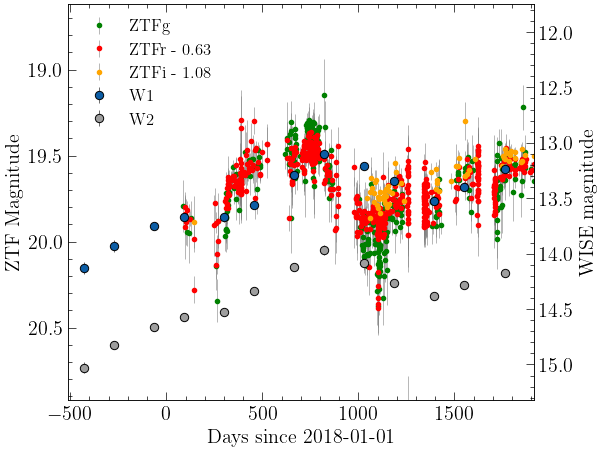 ZTFg
ZTFr - 0.63
ZTFi - 1.08
W1
W2
19.0
19.5
20.0
20.5
ZTF Magnitude
12.0
12.5
13.0
13.5
14.0
14.5
15.0
WISE magnitude
−500 0 500 1000 1500
Days since 2018-01-01